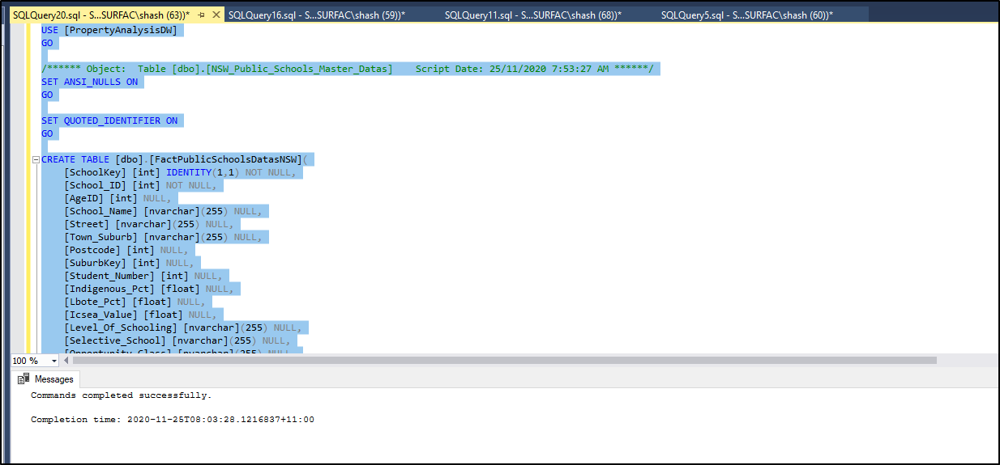 SQLQuery20.sql - S...SURFAC\shash (63))* SQLQuery16.sql - S...SURFAC\shash (59))* SQLQuery11.sql - S...SURFAC\shash (68))* SQLQuery5.sql - S...SURFAC\shash (60))*
USE [PropertyAnalysisDW]
GO
/****** Object:  Table [dbo].[NSW_Public_Schools_Master_Datas]    Script Date: 25/11/2020 7:53:27 AM ******/
SET ANSI_NULLS ON
GO
SET QUOTED_IDENTIFIER ON
GO
CREATE TABLE [dbo].[FactPublicSchoolsDatasNSW](
[SchoolKey] [int] IDENTITY(1,1) NOT NULL,
[School_ID] [int] NOT NULL,
[AgeID] [int] NULL,
[School_Name] [nvarchar](255) NULL,
[Street] [nvarchar](255) NULL,
[Town_Suburb] [nvarchar](255) NULL,
[Postcode] [int] NULL,
[SuburbKey] [int] NULL,
[Student_Number] [int] NULL,
[Indigenous_Pct] [float] NULL,
[Lbote_Pct] [float] NULL,
[Icsea_Value] [float] NULL,
[Level_Of_Schooling] [nvarchar](255) NULL,
[Selective_School] [nvarchar](255) NULL,
[Opportunity_Class] [nvarchar](255) NULL,
100 %
Messages
Commands completed successfully.
Completion time: 2020-11-25T08:03:28.1216837+11:00